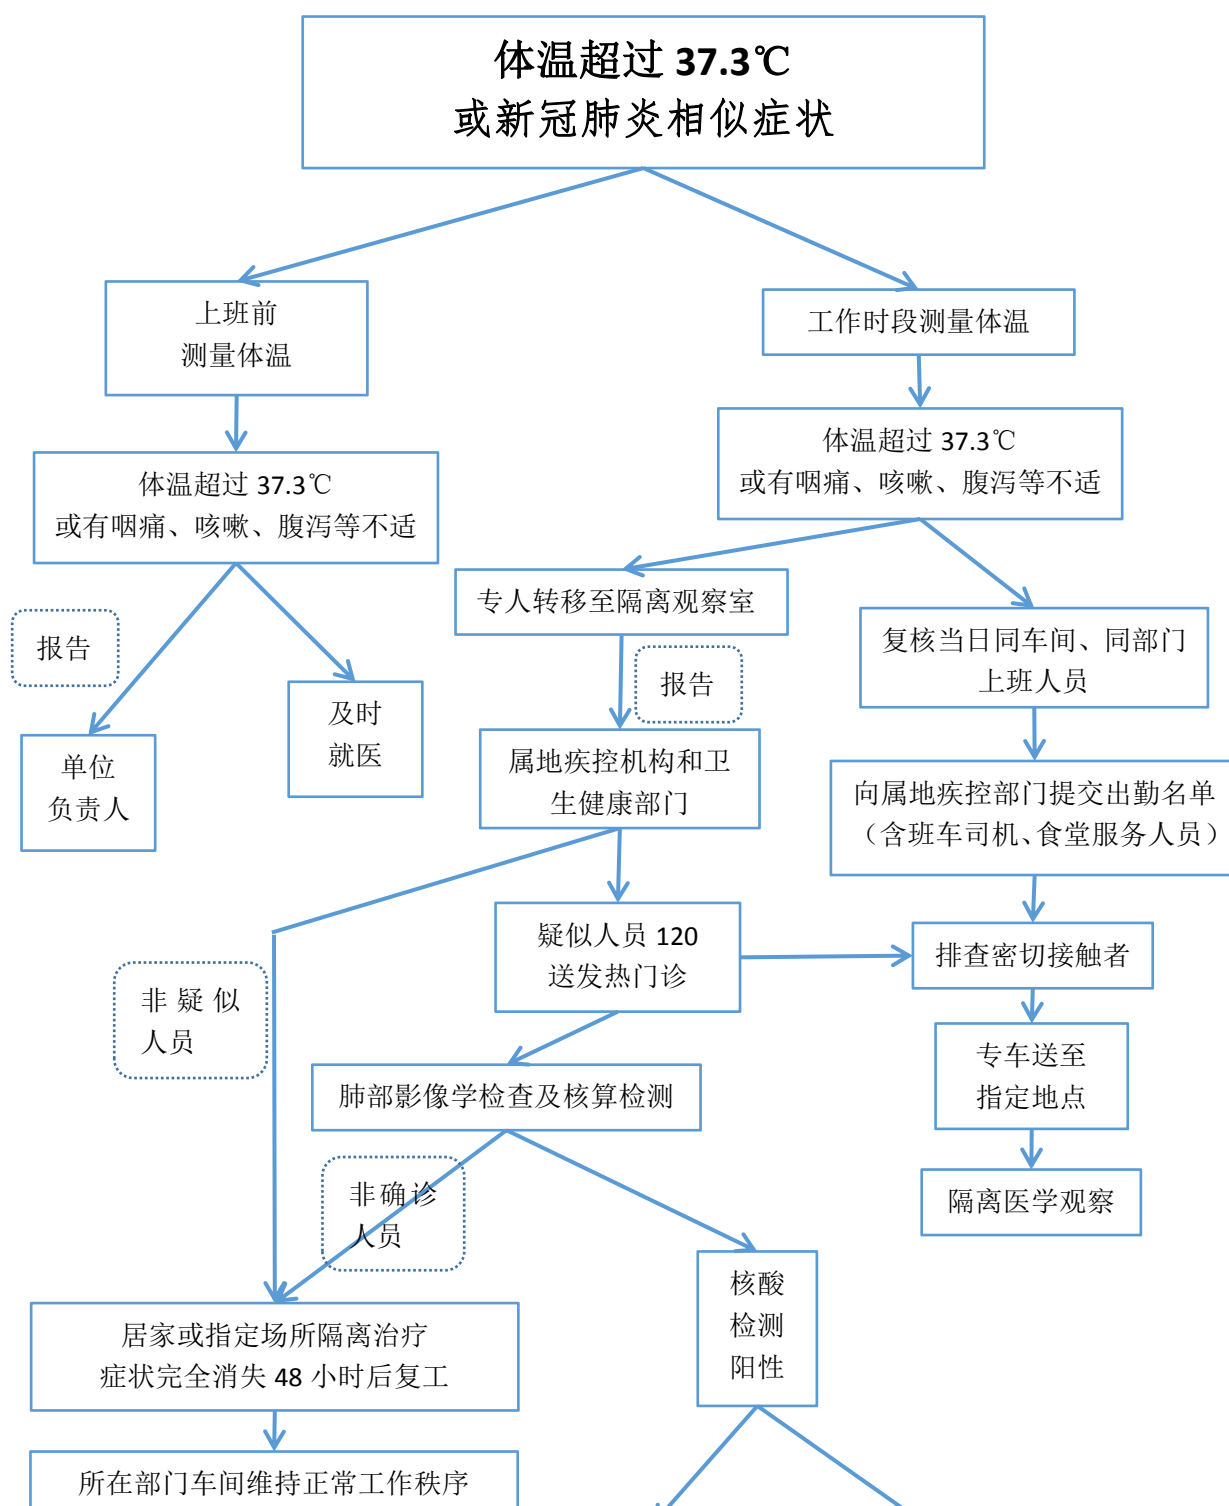 体温超过 37.3℃
或新冠肺炎相似症状
上班前
测量体温
工作时段测量体温
体温超过 37.3℃
或有咽痛、咳嗽、腹泻等不适
体温超过 37.3℃
或有咽痛、咳嗽、腹泻等不适
专人转移至隔离观察室
复核当日同车间、同部门
上班人员
报告
报告
及时
就医
单位
负责人
属地疾控机构和卫
生健康部门
向属地疾控部门提交出勤名单
（含班车司机、食堂服务人员）
疑似人员 120
送发热门诊
排查密切接触者
非疑似
人员
专车送至
指定地点
肺部影像学检查及核算检测
非确诊
人员
隔离医学观察
核酸
检测
阳性
居家或指定场所隔离治疗
症状完全消失 48 小时后复工
所在部门车间维持正常工作秩序